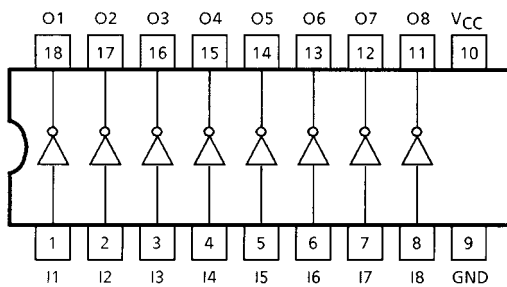 O1 O2 O3 O4 O5 O6 O7 O8 VCC
18 17 16 15 14 13 12 11 10
1 2 3 4 5 6 7 8 9
I1 I2 I3 I4 I5 I6 I7 I8 GND